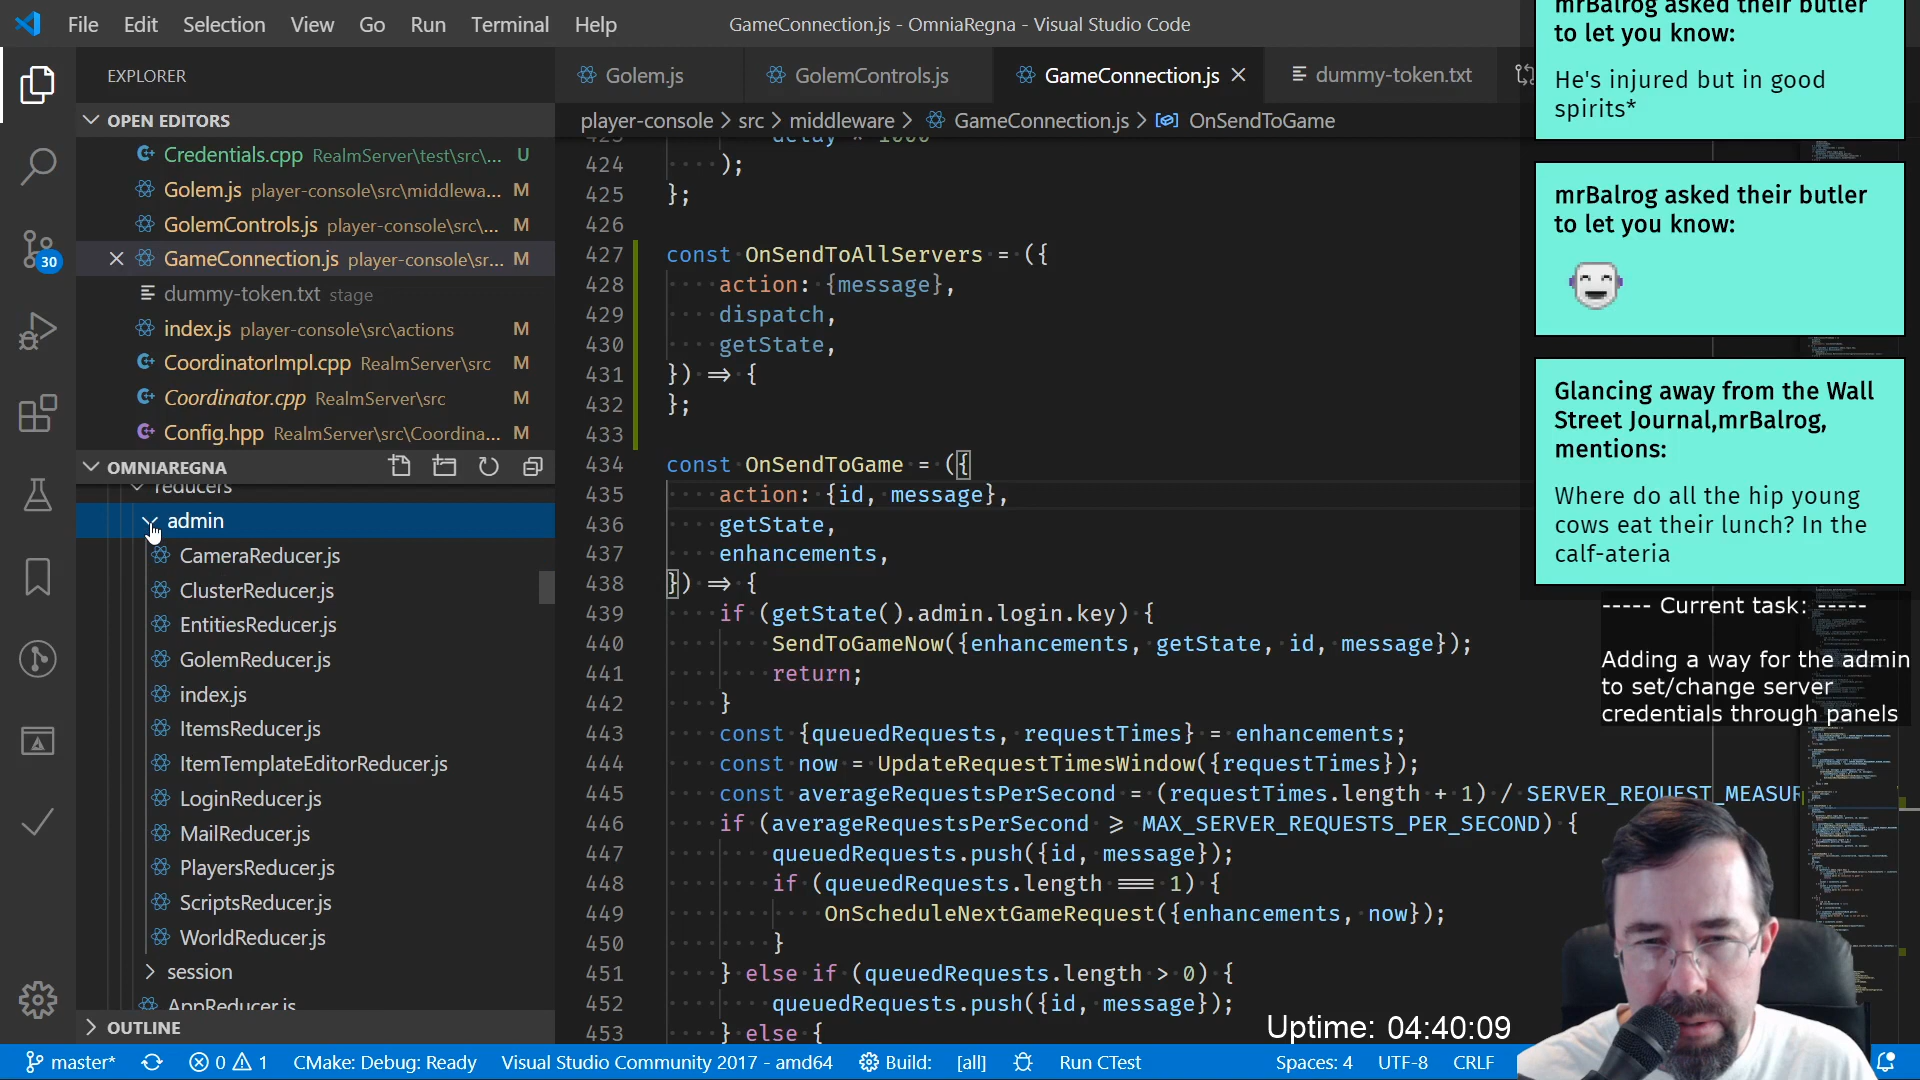 File Edit Selection View Go Run Terminal Help
GameConnection.js - OmniaRegna - Visual Studio Code
EXPLORER
OPEN EDITORS
Credentials.cpp RealmServer\test\src\... U
Golem.js player-console\src\middlewa... M
GolemControls.js player-console\src\... M
GameConnection.js player-console\sr... M
dummy-token.txt stage
index.js player-console\src\actions M
CoordinatorImpl.cpp RealmServer\src M
Coordinator.cpp RealmServer\src M
Config.hpp RealmServer\src\Coordina... M
OMNIAREGNA
reducers
admin
CameraReducer.js
ClusterReducer.js
EntitiesReducer.js
GolemReducer.js
index.js
ItemsReducer.js
ItemTemplateEditorReducer.js
LoginReducer.js
MailReducer.js
PlayersReducer.js
ScriptsReducer.js
WorldReducer.js
session
AppReducer.js
OUTLINE
30
Golem.js GolemControls.js GameConnection.js dummy-token.txt
player-console > src > middleware > GameConnection.js > OnSendToGame
423 delay * 1000
424 );
425 };
426
427 const OnSendToAllServers = ({
428 action: {message},
429 dispatch,
430 getState,
431 }) => {
432 };
433
434 const OnSendToGame = ({
435 action: {id, message},
436 getState,
437 enhancements,
438 }) => {
439 if (getState().admin.login.key) {
440 SendToGameNow({enhancements, getState, id, message});
441 return;
442 }
443 const {queuedRequests, requestTimes} = enhancements;
444 const now = UpdateRequestTimesWindow({requestTimes});
445 const averageRequestsPerSecond = (requestTimes.length + 1) / SERVER_REQUEST_MEASUR
446 if (averageRequestsPerSecond >= MAX_SERVER_REQUESTS_PER_SECOND) {
447 queuedRequests.push({id, message});
448 if (queuedRequests.length === 1) {
449 OnScheduleNextGameRequest({enhancements, now});
450 }
451 } else if (queuedRequests.length > 0) {
452 queuedRequests.push({id, message});
453 } else {
mrBalrog asked their butler
to let you know:
He's injured but in good
spirits*
mrBalrog asked their butler
to let you know:
Glancing away from the Wall
Street Journal,mrBalrog,
mentions:
Where do all the hip young
cows eat their lunch? In the
calf-ateria
----- Current task: -----
Adding a way for the admin
to set/change server
credentials through panels
Uptime: 04:40:09
master* 0 1 CMake: Debug: Ready Visual Studio Community 2017 - amd64 Build: [all] Run CTest Spaces: 4 UTF-8 CRLF